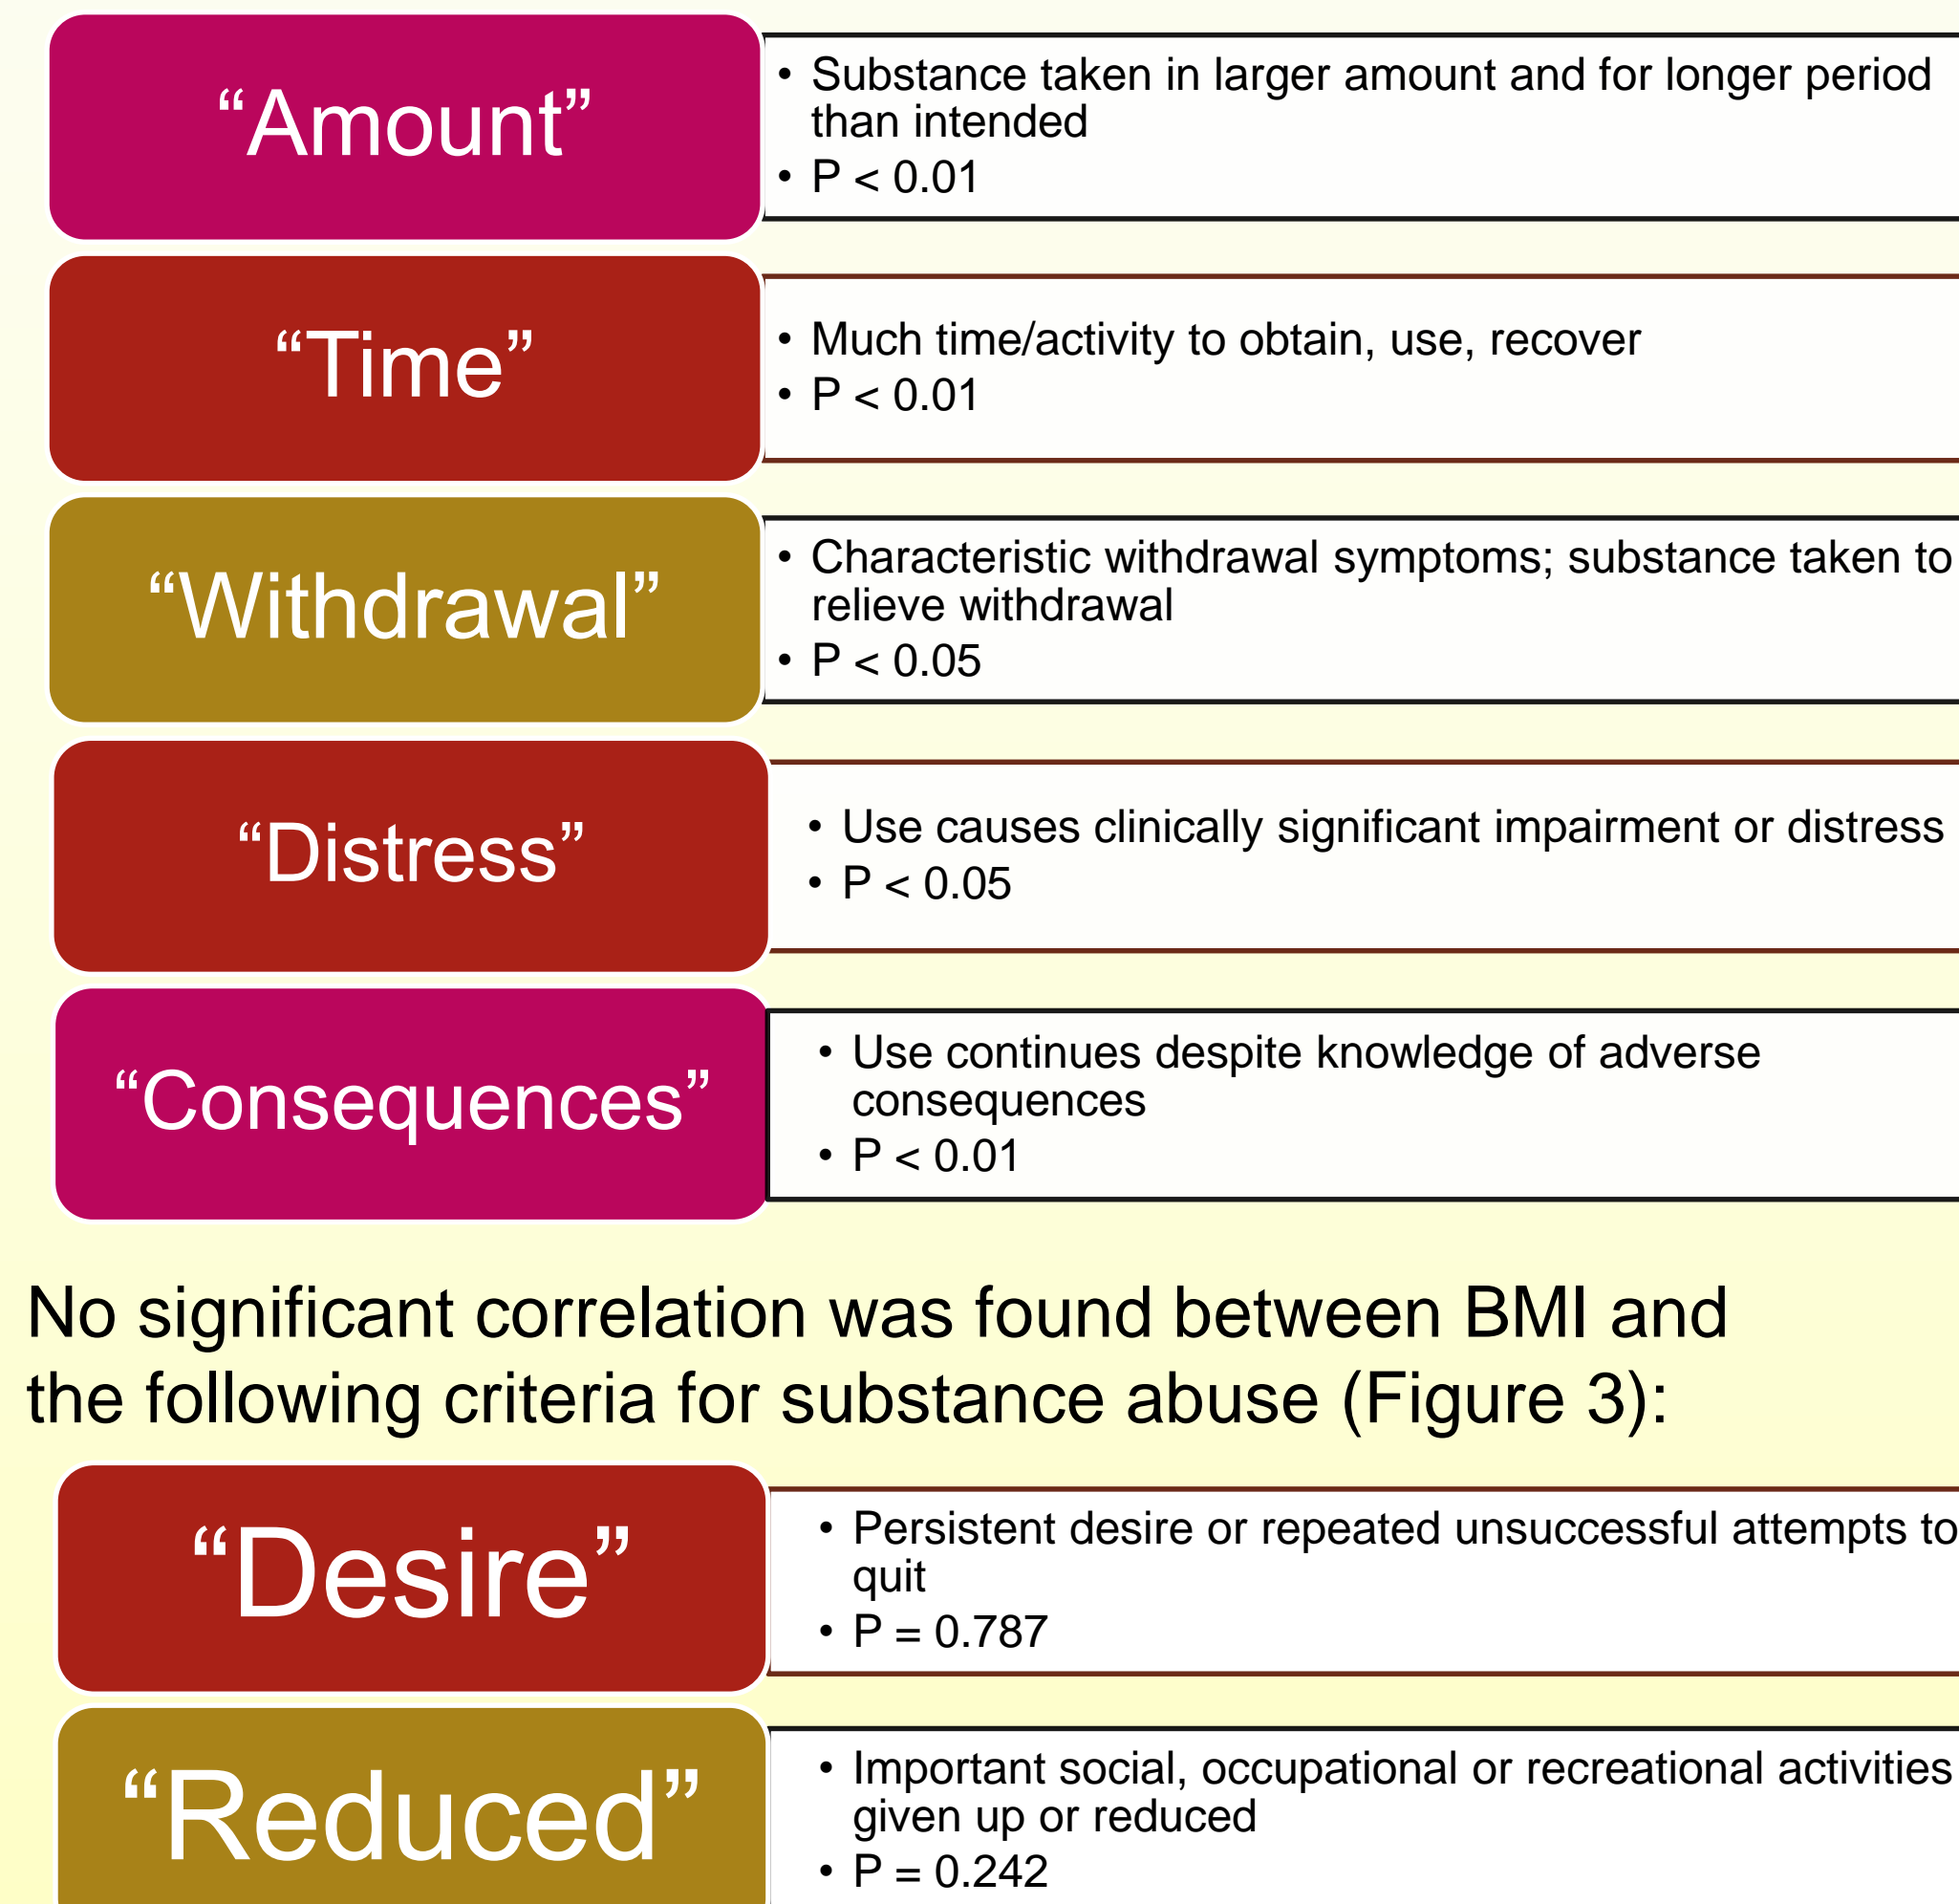 “Amount”
• Substance taken in larger amount and for longer period
than intended
• P < 0.01
“Time”
• Much time/activity to obtain, use, recover
• P < 0.01
“Withdrawal”
• Characteristic withdrawal symptoms; substance taken to
relieve withdrawal
• P < 0.05
“Distress”
• Use causes clinically significant impairment or distress
• P < 0.05
“Consequences”
• Use continues despite knowledge of adverse
consequences
• P < 0.01
No significant correlation was found between BMI and
the following criteria for substance abuse (Figure 3):
“Desire”
• Persistent desire or repeated unsuccessful attempts to
quit
• P = 0.787
“Reduced”
• Important social, occupational or recreational activities
given up or reduced
• P = 0.242